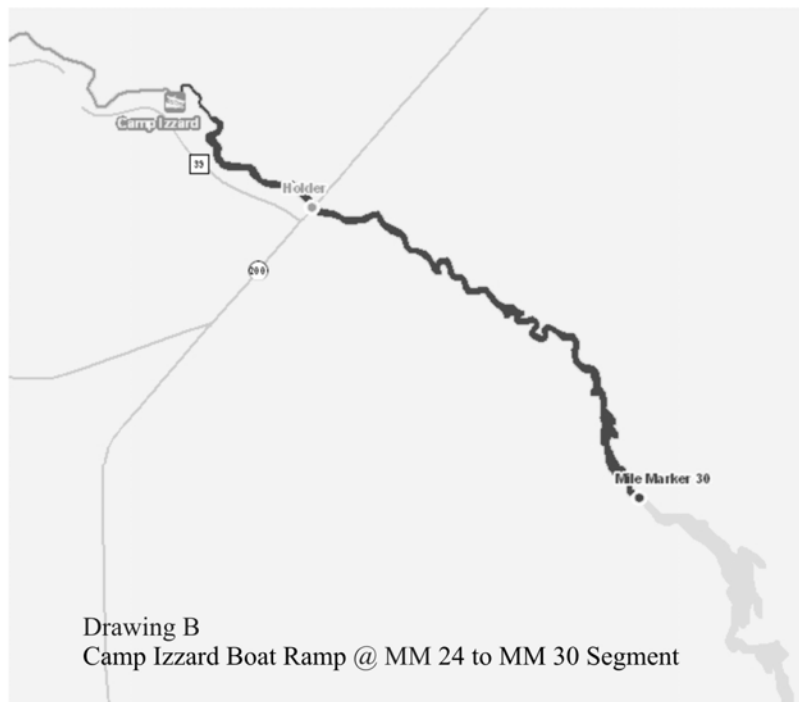 Camp Izzard
39
Holder
200
Mile Marker 30
Drawing B
Camp Izzard Boat Ramp @ MM 24 to MM 30 Segment